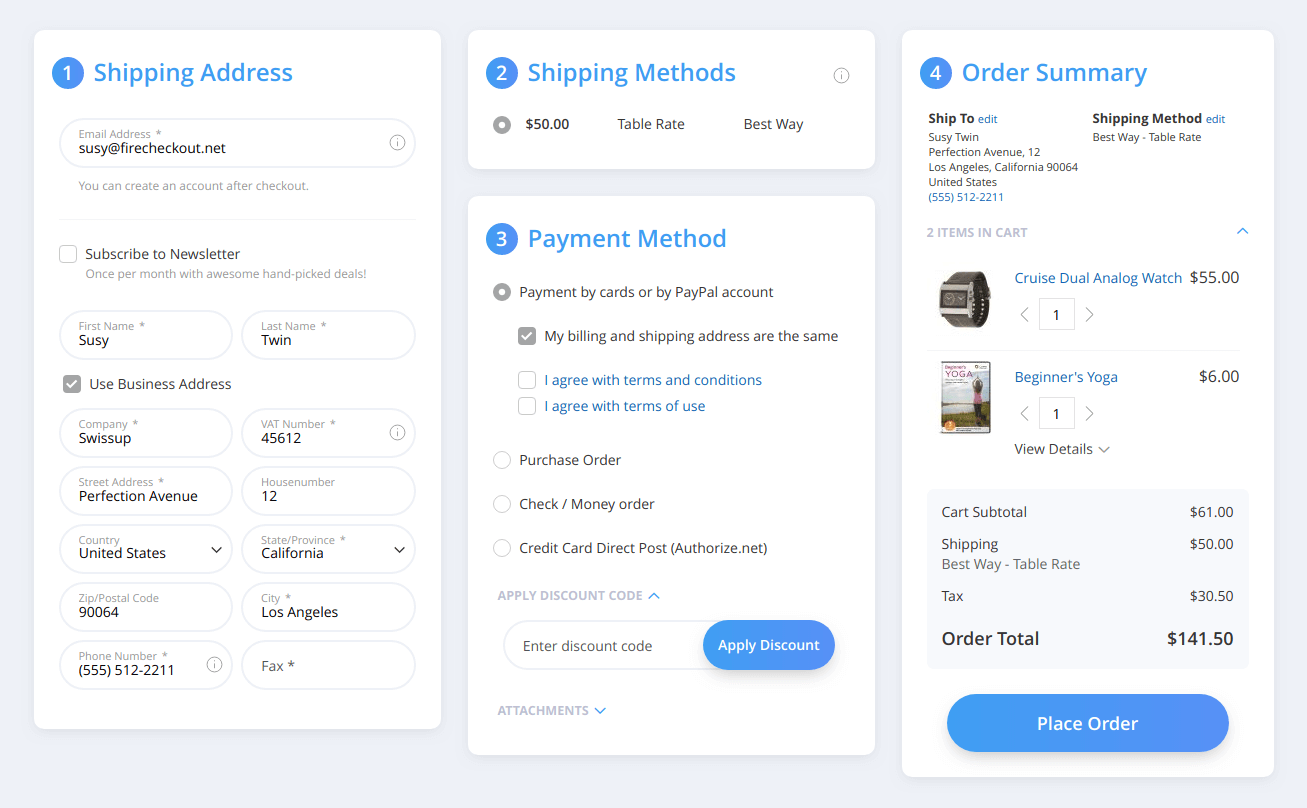 1 Shipping Address
Email Address *
susy@firecheckout.net
You can create an account after checkout.
Subscribe to Newsletter
Once per month with awesome hand-picked deals!
First Name *
Susy
Last Name *
Twin
Use Business Address
Company *
Swissup
VAT Number *
45612
Street Address *
Perfection Avenue
Housenumber
12
Country
United States
State/Province *
California
Zip/Postal Code
90064
City *
Los Angeles
Phone Number *
(555) 512-2211
Fax *
2 Shipping Methods
$50.00 Table Rate Best Way
3 Payment Method
Payment by cards or by PayPal account
My billing and shipping address are the same
I agree with terms and conditions
I agree with terms of use
Purchase Order
Check / Money order
Credit Card Direct Post (Authorize.net)
APPLY DISCOUNT CODE
Enter discount code
Apply Discount
ATTACHMENTS
4 Order Summary
Ship To edit
Susy Twin
Perfection Avenue, 12
Los Angeles, California 90064
United States
(555) 512-2211
Shipping Method edit
Best Way - Table Rate
2 ITEMS IN CART
Cruise Dual Analog Watch $55.00
1
Beginner's
YOGA
Beginner's Yoga $6.00
1
View Details
Cart Subtotal $61.00
Shipping $50.00
Best Way - Table Rate
Tax $30.50
Order Total $141.50
Place Order